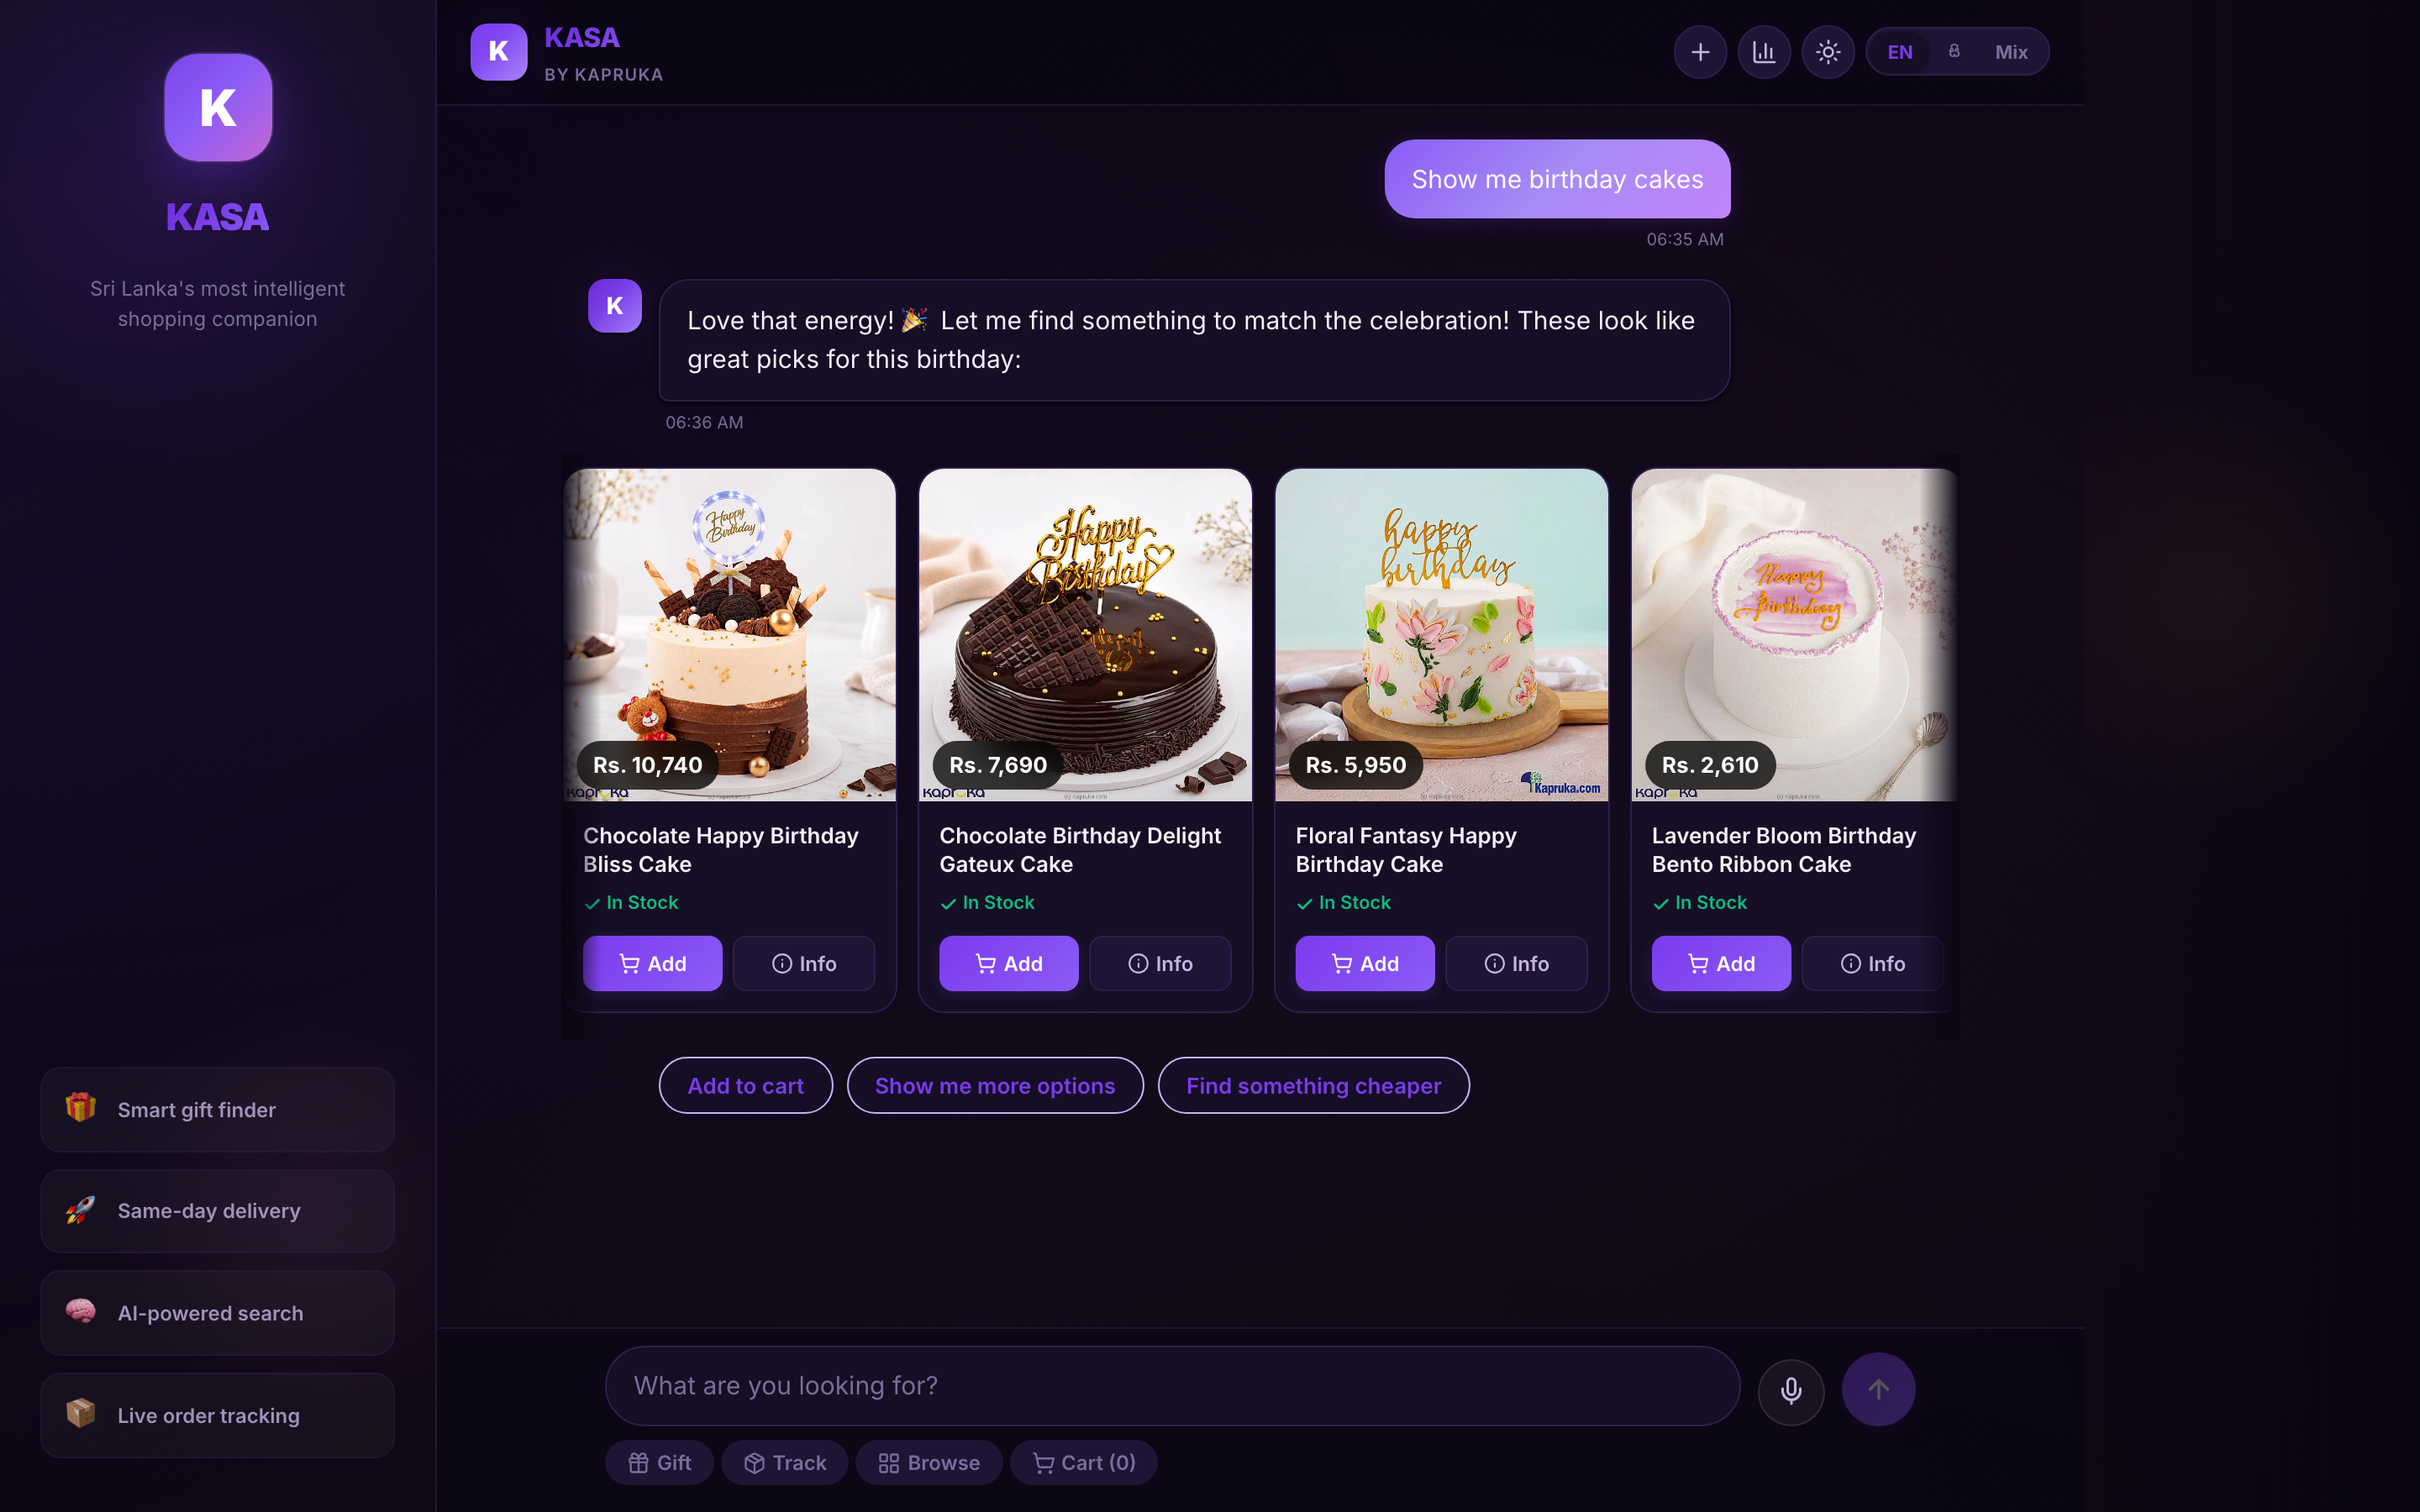 K
KASA
Sri Lanka's most intelligent
shopping companion
Smart gift finder
Same-day delivery
AI-powered search
Live order tracking
K
KASA
BY KAPRUKA
EN
Mix
Show me birthday cakes
06:35 AM
K
Love that energy! 🎉 Let me find something to match the celebration! These look like
great picks for this birthday:
06:36 AM
Happy
Birthday
Rs. 10,740
kapruka
Chocolate Happy Birthday
Bliss Cake
In Stock
Add
Info
Happy
Birthday
Rs. 7,690
kapruka
Chocolate Birthday Delight
Gateux Cake
In Stock
Add
Info
happy
birthday
Rs. 5,950
Kapruka.com
Floral Fantasy Happy
Birthday Cake
In Stock
Add
Info
Happy
Birthday
Rs. 2,610
kapruka
Lavender Bloom Birthday
Bento Ribbon Cake
In Stock
Add
Info
Add to cart
Show me more options
Find something cheaper
What are you looking for?
Gift
Track
Browse
Cart (0)